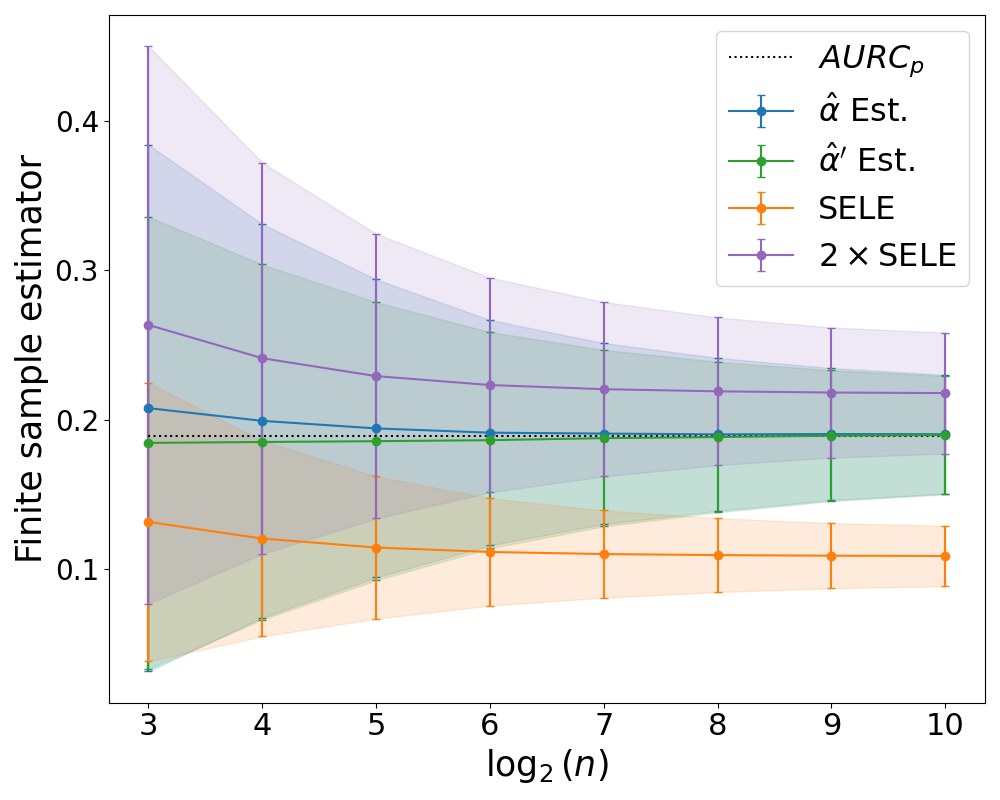 Finite sample estimator
0.4
0.3
0.2
0.1
3 4 5 6 7 8 9 10
log₂ (n)
AURCₚ
α̂ Est.
α̂′ Est.
SELE
2 × SELE